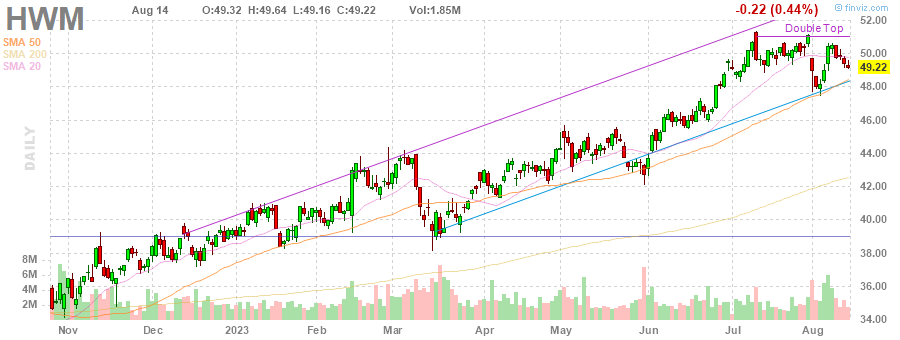 © finviz.com
HWM
Aug 14 O:49.32 H:49.64 L:49.16 C:49.22 Vol:1.85M -0.22 (0.44%)
SMA 50
SMA 200
SMA 20
Double Top
DAILY
52.00
50.00
49.22
48.00
46.00
44.00
42.00
40.00
38.00
36.00
34.00
8M
6M
4M
2M
Nov Dec 2023 Feb Mar Apr May Jun Jul Aug